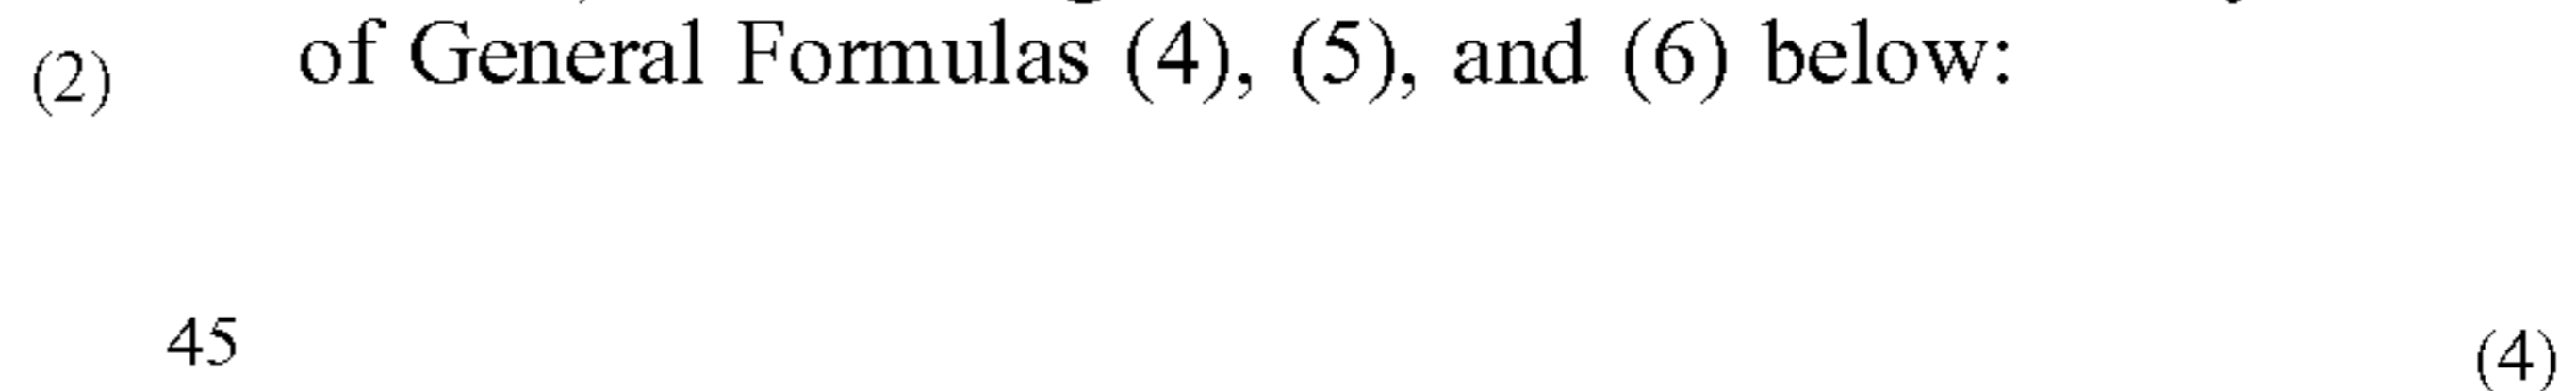 (2) of General Formulas (4), (5), and (6) below:
45 (4)